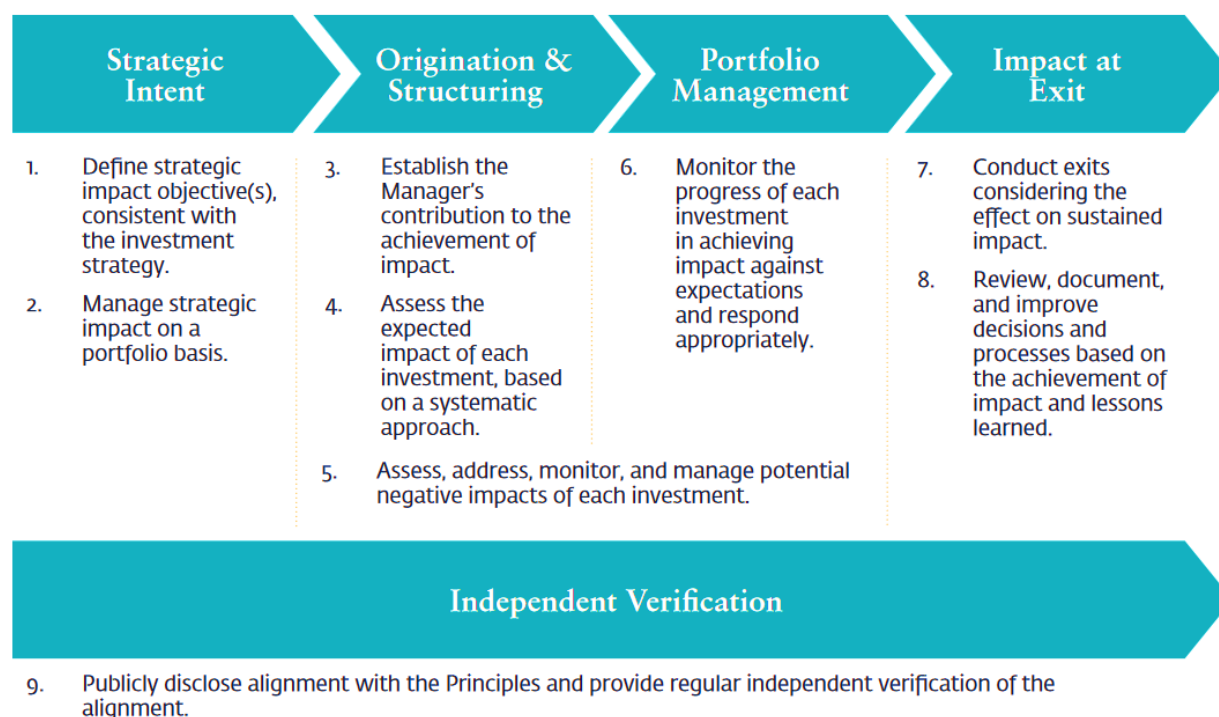 Strategic
Intent
Origination &
Structuring
Portfolio
Management
Impact at
Exit
1. Define strategic
impact objective(s),
consistent with
the investment
strategy.
2. Manage strategic
impact on a
portfolio basis.
3. Establish the
Manager's
contribution to the
achievement of
impact.
4. Assess the
expected
impact of each
investment, based
on a systematic
approach.
5. Assess, address, monitor, and manage potential
negative impacts of each investment.
6. Monitor the
progress of each
investment
in achieving
impact against
expectations
and respond
appropriately.
7. Conduct exits
considering the
effect on sustained
impact.
8. Review, document,
and improve
decisions and
processes based on
the achievement of
impact and lessons
learned.
Independent Verification
9. Publicly disclose alignment with the Principles and provide regular independent verification of the
alignment.